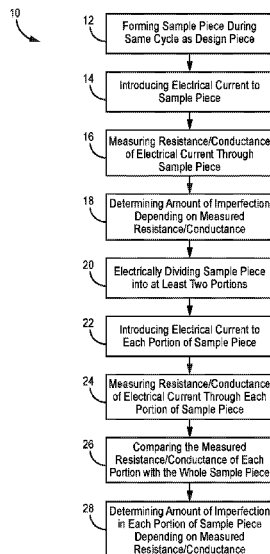 10
12
Forming Sample Piece During
Same Cycle as Design Piece
14
Introducing Electrical Current to
Sample Piece
16
Measuring Resistance/Conductance
of Electrical Current Through
Sample Piece
18
Determining Amount of Imperfection
Depending on Measured
Resistance/Conductance
20
Electrically Dividing Sample Piece
into at Least Two Portions
22
Introducing Electrical Current to
Each Portion of Sample Piece
24
Measuring Resistance/Conductance
of Electrical Current Through Each
Portion of Sample Piece
26
Comparing the Measured
Resistance/Conductance of Each
Portion with the Whole Sample Piece
28
Determining Amount of Imperfection
in Each Portion of Sample Piece
Depending on Measured
Resistance/Conductance